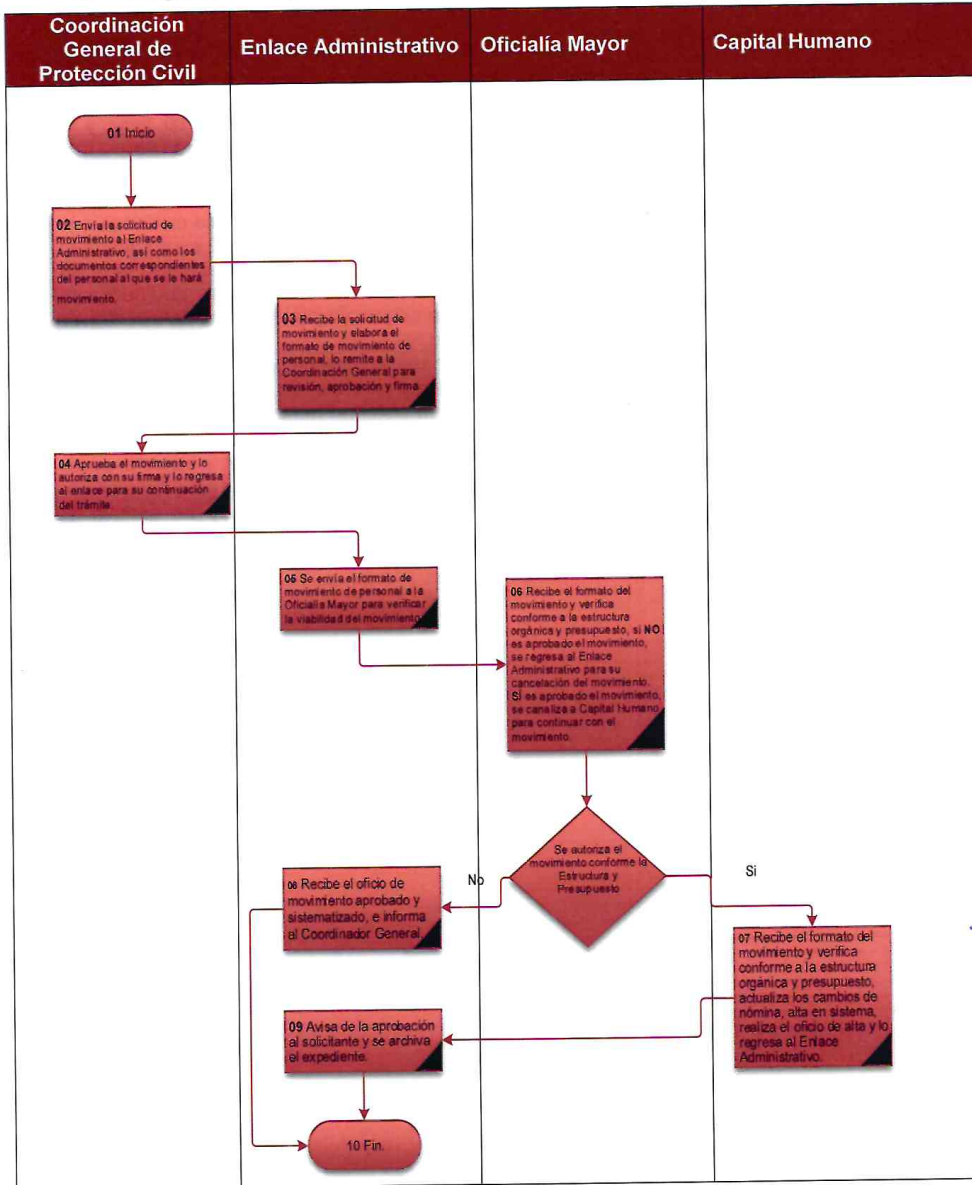 Coordinación
General de
Protección Civil
Enlace Administrativo
Oficialía Mayor
Capital Humano
01 Inicio
02 Envía la solicitud de
movimiento al Enlace
Administrativo, así como los
documentos correspondientes
del personal al que se le hará
movimiento.
03 Recibe la solicitud de
movimiento y elabora el
formato de movimiento de
personal, lo remite a la
Coordinación General para
revisión, aprobación y firma.
04 Aprueba el movimiento y lo
autoriza con su firma y lo regresa
al enlace para su continuación
del trámite.
05 Se envía el formato de
movimiento de personal a la
Oficialía Mayor para verificar
la viabilidad del movimiento.
06 Recibe el formato del
movimiento y verifica
conforme a la estructura
orgánica y presupuesto, si NO
es aprobado el movimiento,
se regresa al Enlace
Administrativo para su
cancelación del movimiento.
SÍ es aprobado el movimiento,
se canaliza a Capital Humano
para continuar con el
movimiento.
Se autoriza el
movimiento conforme la
Estructura y
Presupuesto
No
Si
08 Recibe el oficio de
movimiento aprobado y
sistematizado, e informa
al Coordinador General.
07 Recibe el formato del
movimiento y verifica
conforme a la estructura
orgánica y presupuesto,
actualiza los cambios de
nómina, alta en sistema,
realiza el oficio de alta y lo
regresa al Enlace
Administrativo.
09 Avisa de la aprobación
al solicitante y se archiva
el expediente.
10 Fin.